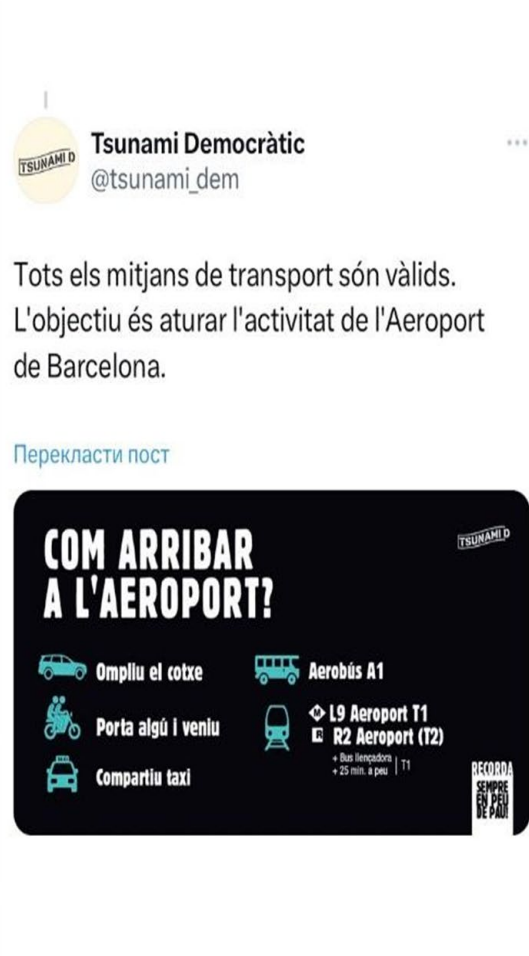 TSUNAMI D
Tsunami Democràtic
@tsunami_dem
Tots els mitjans de transport són vàlids.
L'objectiu és aturar l'activitat de l'Aeroport
de Barcelona.
Перекласти пост
COM ARRIBAR
A L'AEROPORT?
TSUNAMI D
Ompliu el cotxe
Porta algú i veniu
Compartiu taxi
Aerobús A1
M L9 Aeroport T1
R R2 Aeroport (T2)
+ Bus llençadora
+ 25 min. a peu
T1
RECORDA
SEMPRE
EN PEU
DE PAU!